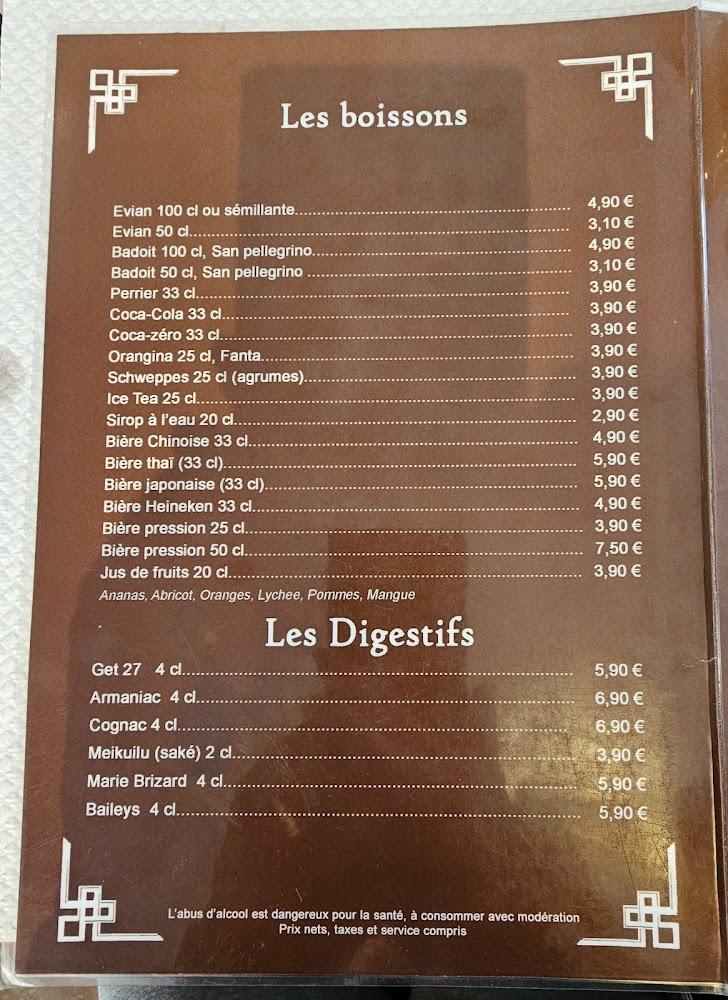 Les boissons
Evian 100 cl ou sémillante.......... 4,90 €
Evian 50 cl.......... 3,10 €
Badoit 100 cl, San pellegrino.......... 4,90 €
Badoit 50 cl, San pellegrino .......... 3,10 €
Perrier 33 cl.......... 3,90 €
Coca-Cola 33 cl.......... 3,90 €
Coca-zéro 33 cl.......... 3,90 €
Orangina 25 cl, Fanta.......... 3,90 €
Schweppes 25 cl (agrumes).......... 3,90 €
Ice Tea 25 cl.......... 3,90 €
Sirop à l'eau 20 cl.......... 2,90 €
Bière Chinoise 33 cl.......... 4,90 €
Bière thaï (33 cl).......... 5,90 €
Bière japonaise (33 cl).......... 5,90 €
Bière Heineken 33 cl.......... 4,90 €
Bière pression 25 cl.......... 3,90 €
Bière pression 50 cl.......... 7,50 €
Jus de fruits 20 cl.......... 3,90 €
Ananas, Abricot, Oranges, Lychee, Pommes, Mangue
Les Digestifs
Get 27 4 cl.......... 5,90 €
Armaniac 4 cl.......... 6,90 €
Cognac 4 cl.......... 6,90 €
Meikuilu (saké) 2 cl.......... 3,90 €
Marie Brizard 4 cl.......... 5,90 €
Baileys 4 cl.......... 5,90 €
L'abus d'alcool est dangereux pour la santé, à consommer avec modération
Prix nets, taxes et service compris